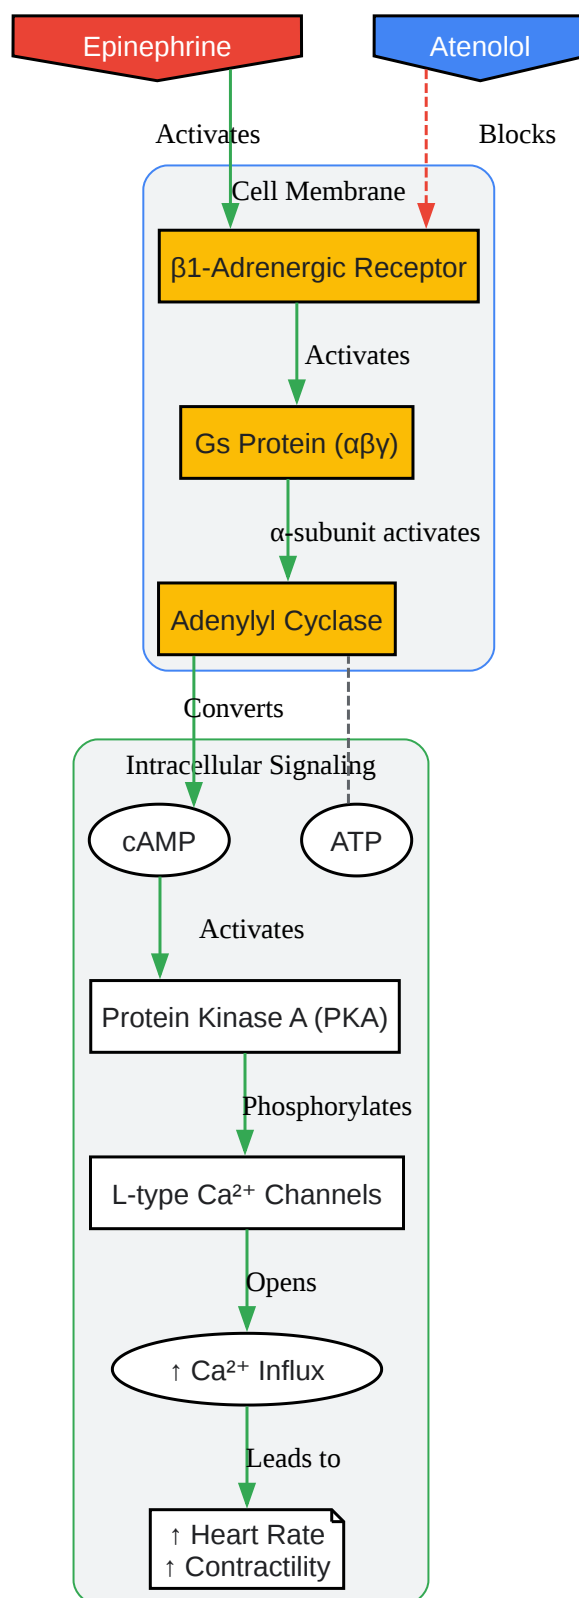 Epinephrine
Atenolol
Activates
Blocks
Cell Membrane
β1-Adrenergic Receptor
Activates
Gs Protein (αβγ)
α-subunit activates
Adenylyl Cyclase
Converts
Intracellular Signaling
cAMP
ATP
Activates
Protein Kinase A (PKA)
Phosphorylates
L-type Ca²⁺ Channels
Opens
↑ Ca²⁺ Influx
Leads to
↑ Heart Rate
↑ Contractility